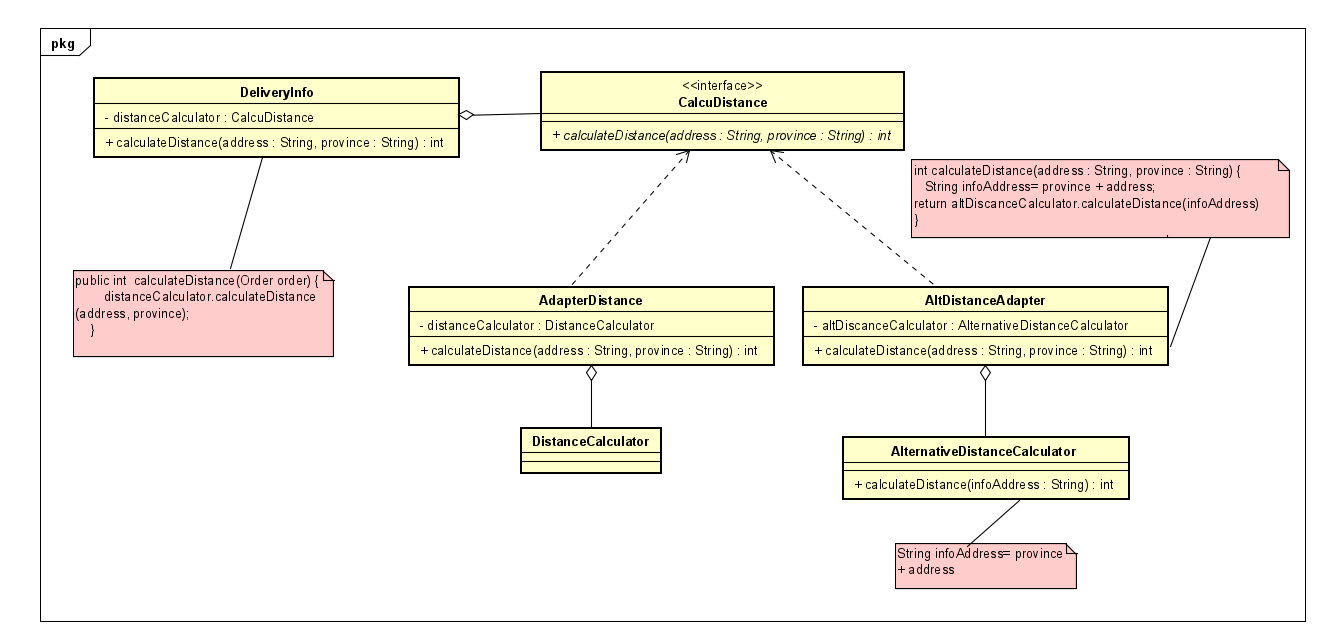 pkg
DeliveryInfo
- distanceCalculator : CalcuDistance
+ calculateDistance(address : String, province : String) : int
<<interface>>
CalcuDistance
+ calculateDistance(address : String, province : String) : int
int calculateDistance(address : String, province : String) {
String infoAddress= province + address;
return altDiscanceCalculator.calculateDistance(infoAddress)
}
public int calculateDistance(Order order) {
distanceCalculator.calculateDistance
(address, province);
}
AdapterDistance
- distanceCalculator : DistanceCalculator
+ calculateDistance(address : String, province : String) : int
AltDistanceAdapter
- altDiscanceCalculator : AlternativeDistanceCalculator
+ calculateDistance(address : String, province : String) : int
DistanceCalculator
AlternativeDistanceCalculator
+ calculateDistance(infoAddress : String) : int
String infoAddress= province
+ address